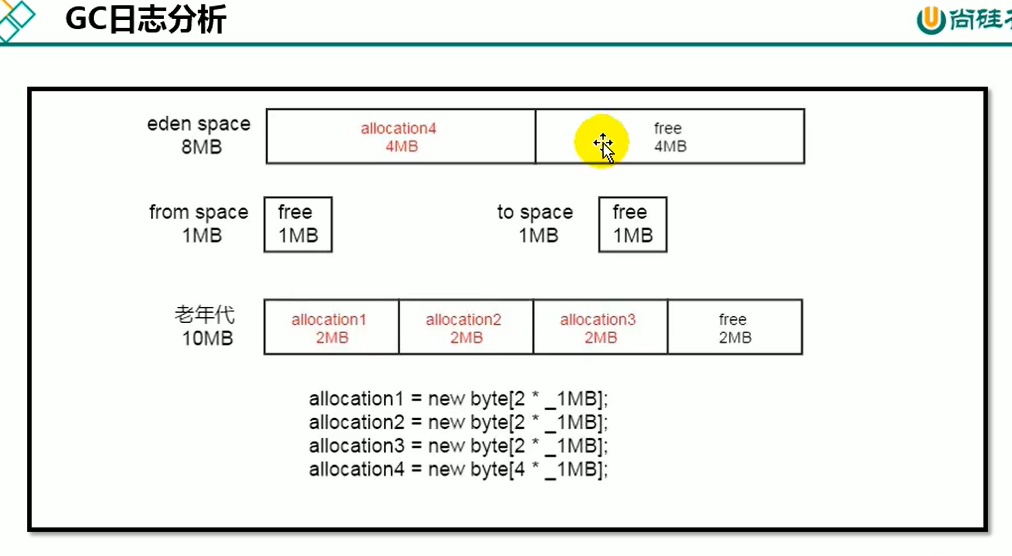 GC日志分析
尚硅谷
eden space
8MB
allocation4
4MB
free
4MB
from space
1MB
free
1MB
to space
1MB
free
1MB
老年代
10MB
allocation1
2MB
allocation2
2MB
allocation3
2MB
free
2MB
allocation1 = new byte[2 * _1MB];
allocation2 = new byte[2 * _1MB];
allocation3 = new byte[2 * _1MB];
allocation4 = new byte[4 * _1MB];